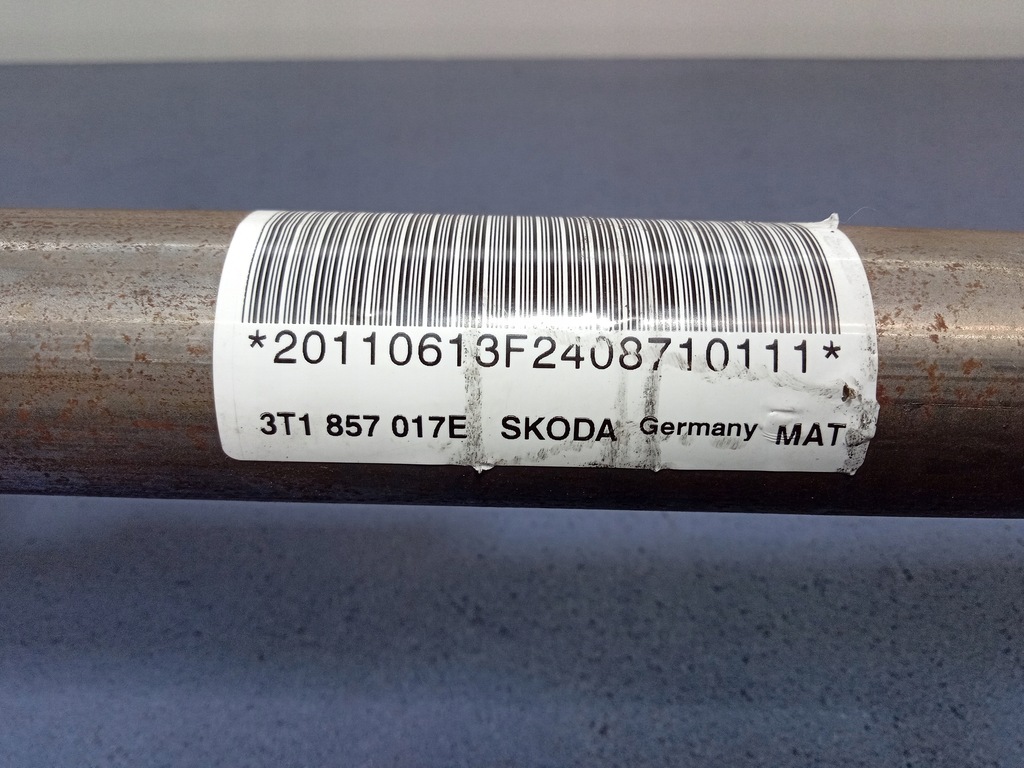 *20110613F2408710111*
3T1 857 017E SKODA Germany MAT